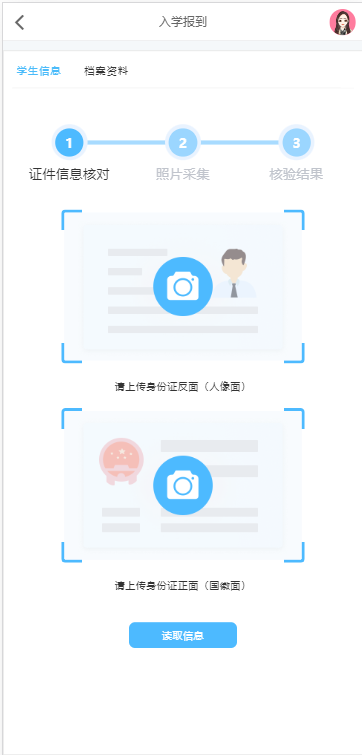 入学报到
学生信息 档案资料
1 2 3
证件信息核对 照片采集 核验结果
请上传身份证反面（人像面）
请上传身份证正面（国徽面）
读取信息